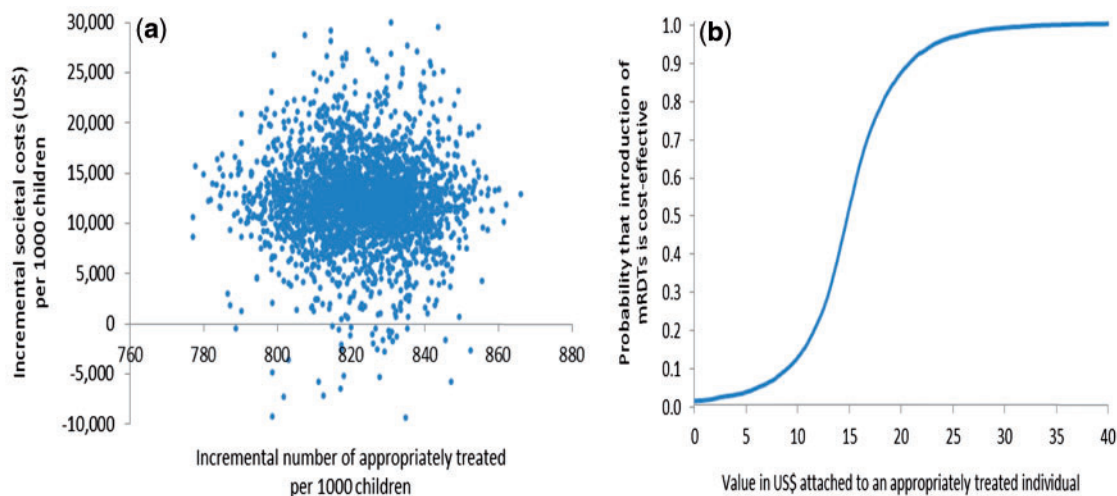 (a)
Incremental societal costs (US$)
per 1000 children
30,000
25,000
20,000
15,000
10,000
5,000
0
-5,000
-10,000
760 780 800 820 840 860 880
Incremental number of appropriately treated
per 1000 children
(b)
Probability that introduction of
mRDTs is cost-effective
1.0
0.9
0.8
0.7
0.6
0.5
0.4
0.3
0.2
0.1
0.0
0 5 10 15 20 25 30 35 40
Value in US$ attached to an appropriately treated individual